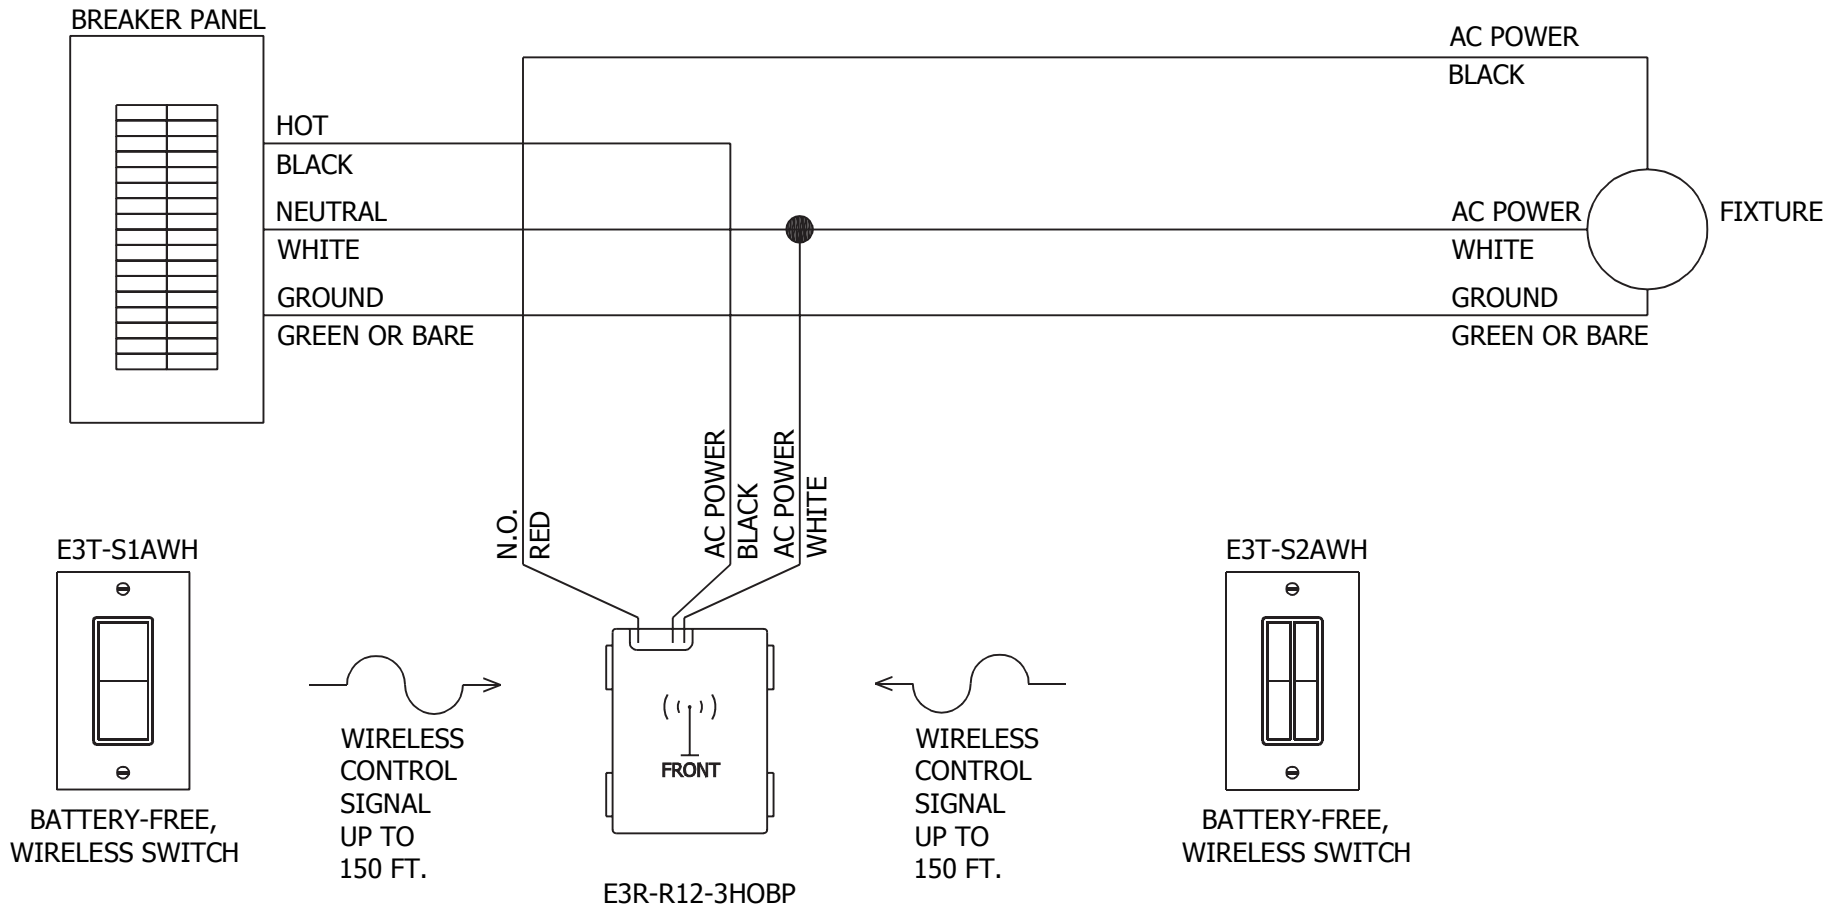 BREAKER PANEL
AC POWER
BLACK
HOT
BLACK
NEUTRAL
WHITE
AC POWER
WHITE
FIXTURE
GROUND
GREEN OR BARE
GROUND
GREEN OR BARE
N.O.
RED
AC POWER
BLACK
AC POWER
WHITE
E3T-S1AWH
BATTERY-FREE,
WIRELESS SWITCH
WIRELESS
CONTROL
SIGNAL
UP TO
150 FT.
FRONT
E3R-R12-3HOBP
WIRELESS
CONTROL
SIGNAL
UP TO
150 FT.
E3T-S2AWH
BATTERY-FREE,
WIRELESS SWITCH